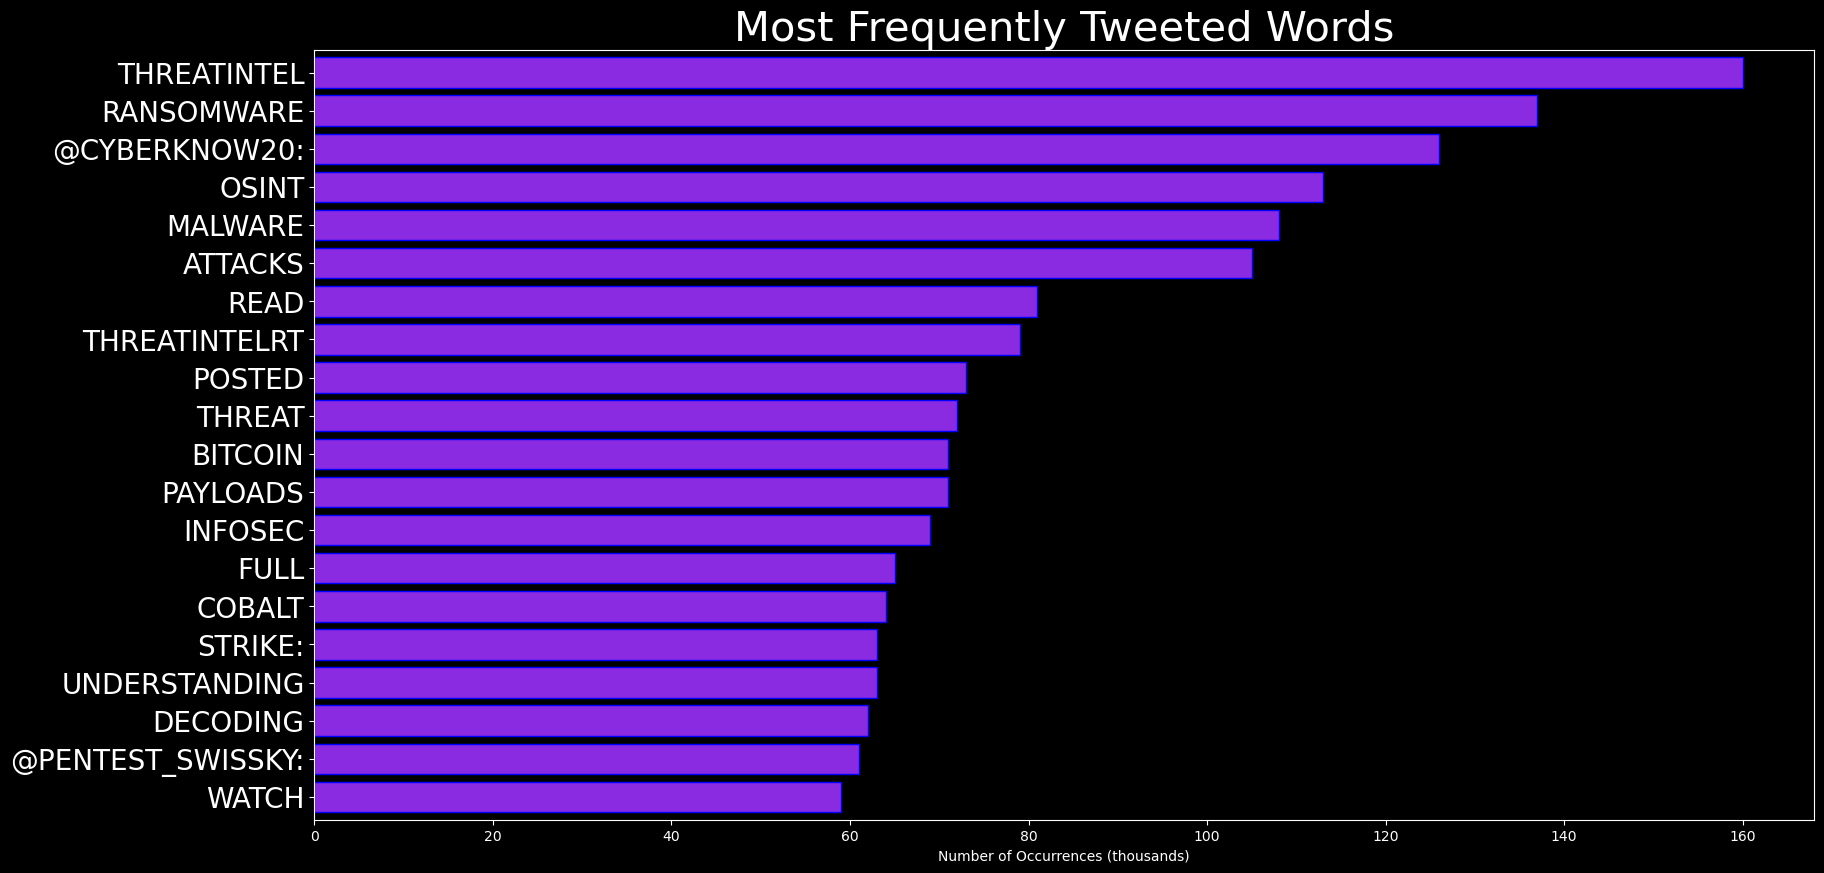 Most Frequently Tweeted Words
THREATINTEL
RANSOMWARE
@CYBERKNOW20:
OSINT
MALWARE
ATTACKS
READ
THREATINTELRT
POSTED
THREAT
BITCOIN
PAYLOADS
INFOSEC
FULL
COBALT
STRIKE:
UNDERSTANDING
DECODING
@PENTEST_SWISSKY:
WATCH
0 20 40 60 80 100 120 140 160
Number of Occurrences (thousands)